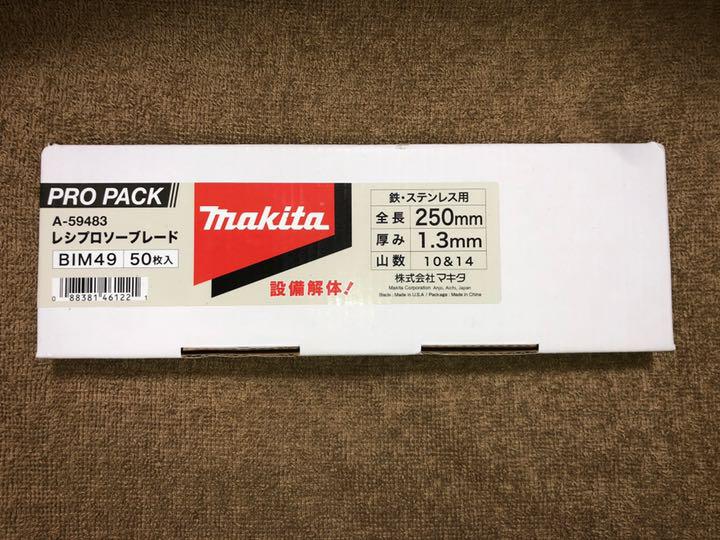 PRO PACK
A-59483
レシプロソーブレード
BIM49 50枚入
0 88381 46122 1
makita
設備解体!
鉄・ステンレス用
全長 250mm
厚み 1.3mm
山数 10&14
株式会社マキタ
Makita Corporation Anjo, Aichi, Japan
Blade : Made in U.S.A / Package : Made in China